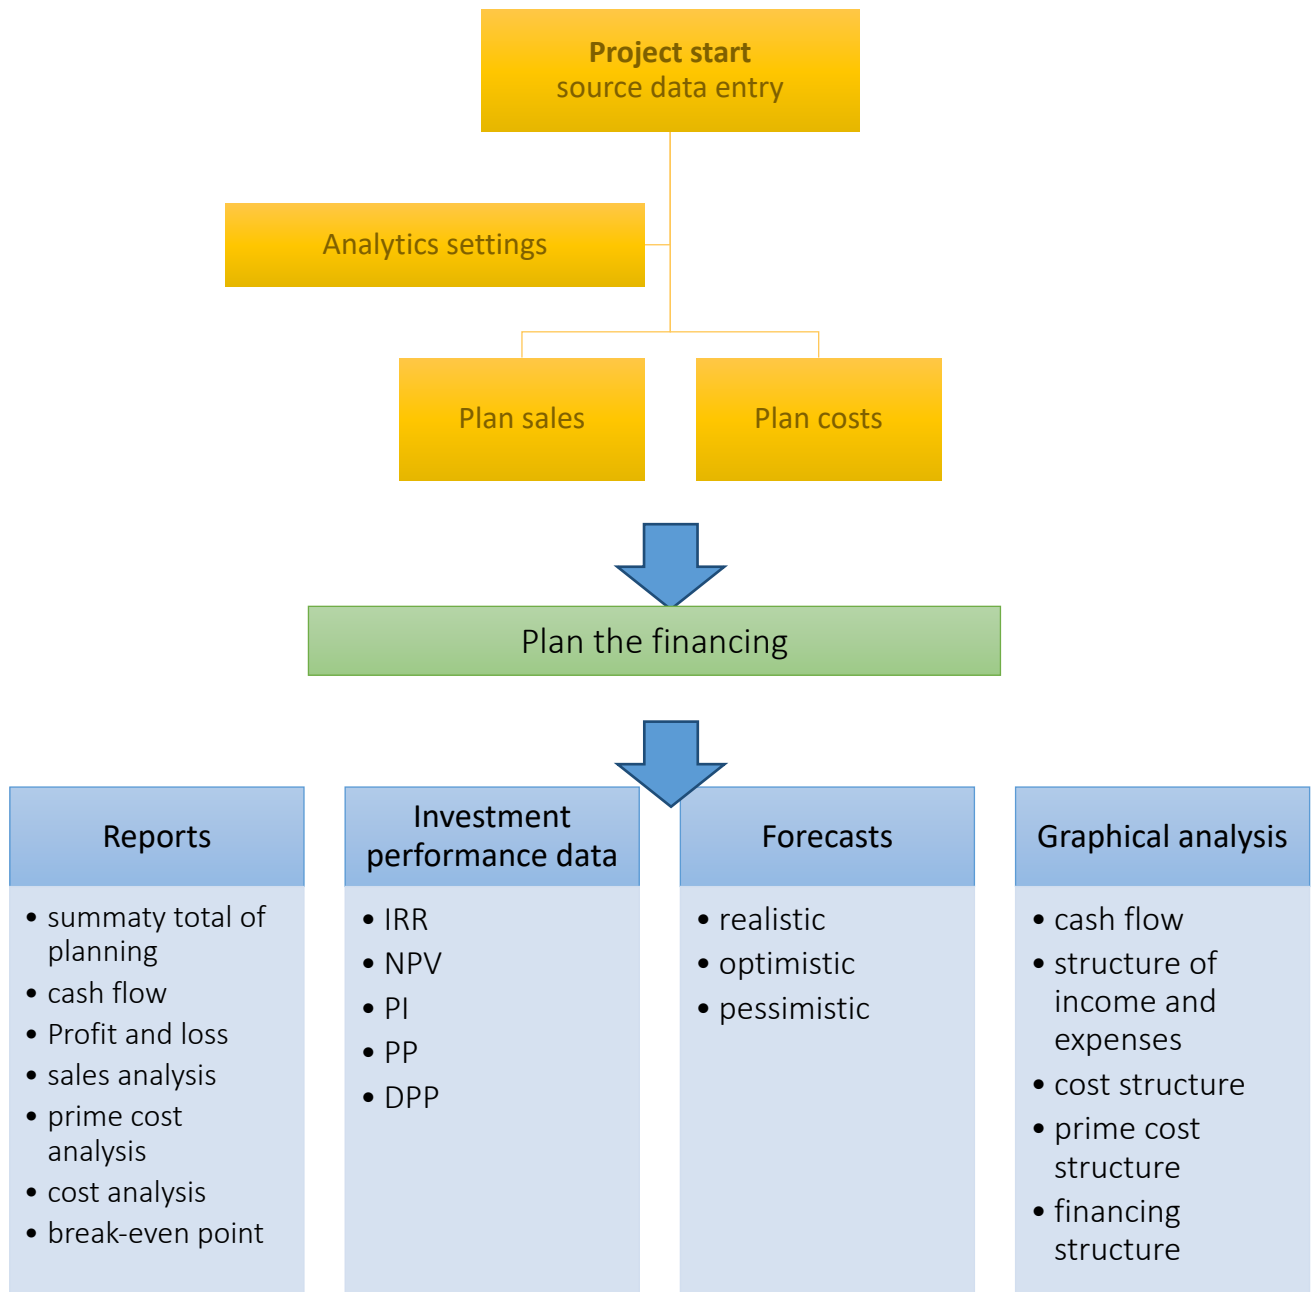 Project start
source data entry
Analytics settings
Plan sales
Plan costs
Plan the financing
Reports
• summaty total of
planning
• cash flow
• Profit and loss
• sales analysis
• prime cost
analysis
• cost analysis
• break-even point
Investment
performance data
• IRR
• NPV
• PI
• PP
• DPP
Forecasts
• realistic
• optimistic
• pessimistic
Graphical analysis
• cash flow
• structure of
income and
expenses
• cost structure
• prime cost
structure
• financing
structure